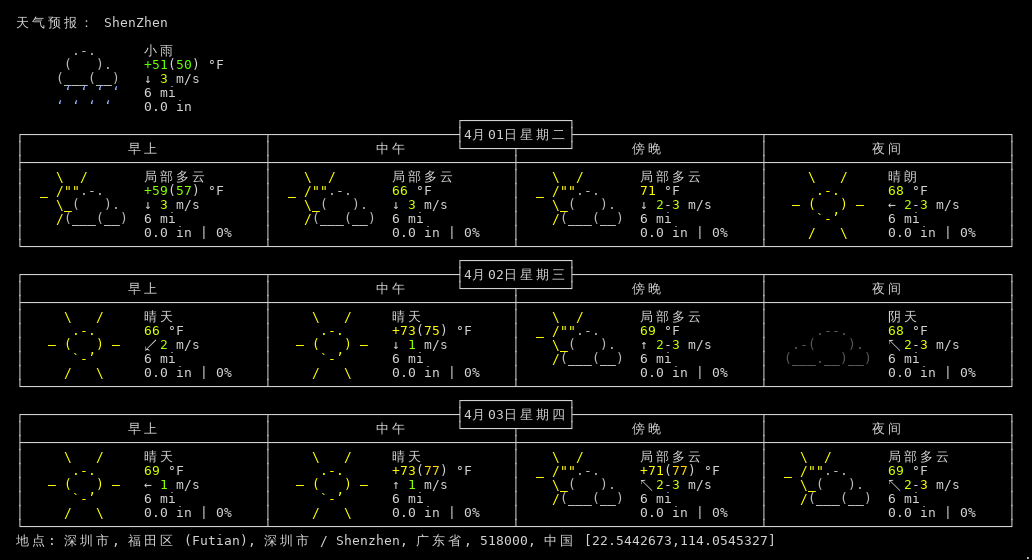 天气预报: ShenZhen
小雨
+51(50) °F
↓ 3 m/s
6 mi
0.0 in
4月01日星期二
早上 中午 傍晚 夜间
局部多云 局部多云 局部多云 晴朗
+59(57) °F 66 °F 71 °F 68 °F
↓ 3 m/s ↓ 3 m/s ↓ 2-3 m/s ← 2-3 m/s
6 mi 6 mi 6 mi 6 mi
0.0 in | 0% 0.0 in | 0% 0.0 in | 0% 0.0 in | 0%
4月02日星期三
早上 中午 傍晚 夜间
晴天 晴天 局部多云 阴天
66 °F +73(75) °F 69 °F 68 °F
↙ 2 m/s ↓ 1 m/s ↑ 2-3 m/s ↖ 2-3 m/s
6 mi 6 mi 6 mi 6 mi
0.0 in | 0% 0.0 in | 0% 0.0 in | 0% 0.0 in | 0%
4月03日星期四
早上 中午 傍晚 夜间
晴天 晴天 局部多云 局部多云
69 °F +73(77) °F +71(77) °F 69 °F
← 1 m/s ↑ 1 m/s ↖ 2-3 m/s ↖ 2-3 m/s
6 mi 6 mi 6 mi 6 mi
0.0 in | 0% 0.0 in | 0% 0.0 in | 0% 0.0 in | 0%
地点: 深圳市, 福田区 (Futian), 深圳市 / Shenzhen, 广东省, 518000, 中国 [22.5442673,114.0545327]